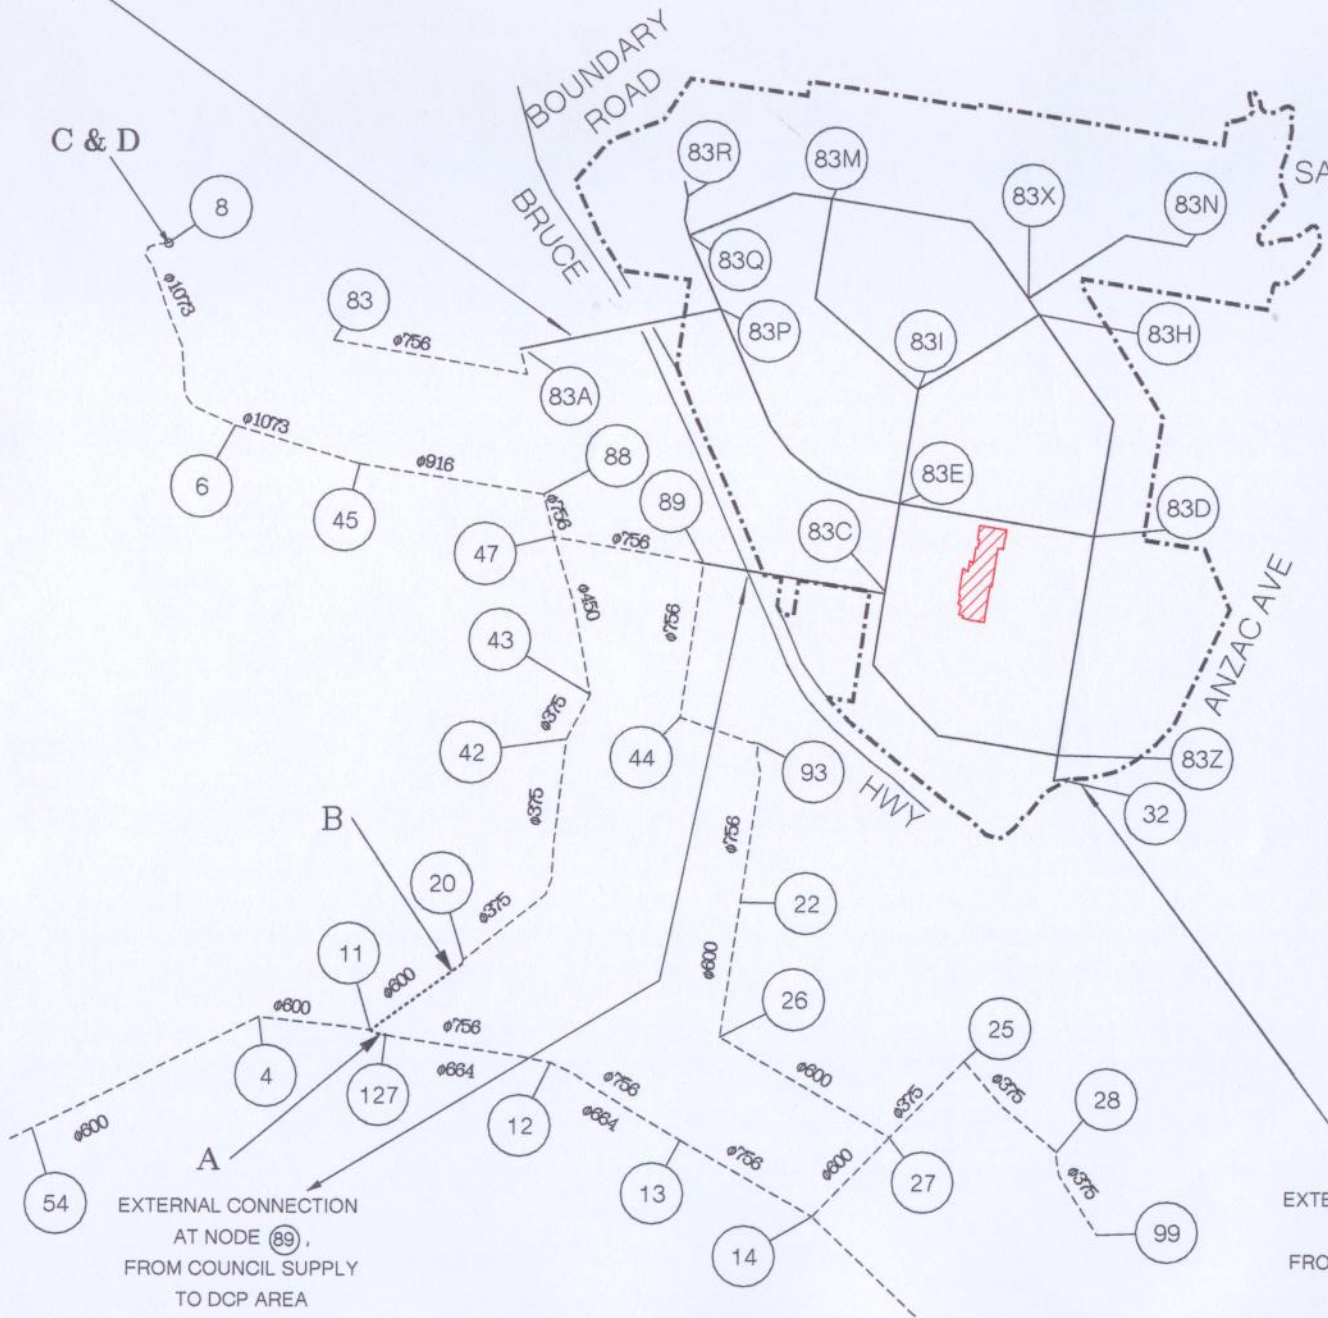 BOUNDARY
ROAD
C & D
83R
83M
83X
83N
SA
8
BRUCE
83Q
ø1073
83
83P
83I
83H
ø756
83A
ø1073
88
ø916
6
45
89
83E
83D
83C
ø756
47
ø756
ø450
ø756
43
ANZAC AVE
ø375
42
44
93
83Z
HWY
32
B
ø375
ø756
20
ø375
22
11
ø600
ø600
26
ø600
ø756
25
4
127
ø664
ø756
ø600
ø375
ø375
28
12
ø664
ø600
A
13
ø756
ø600
27
ø375
54
14
99
EXTERNAL CONNECTION
AT NODE 89 ,
FROM COUNCIL SUPPLY
TO DCP AREA
EXTE
FRO